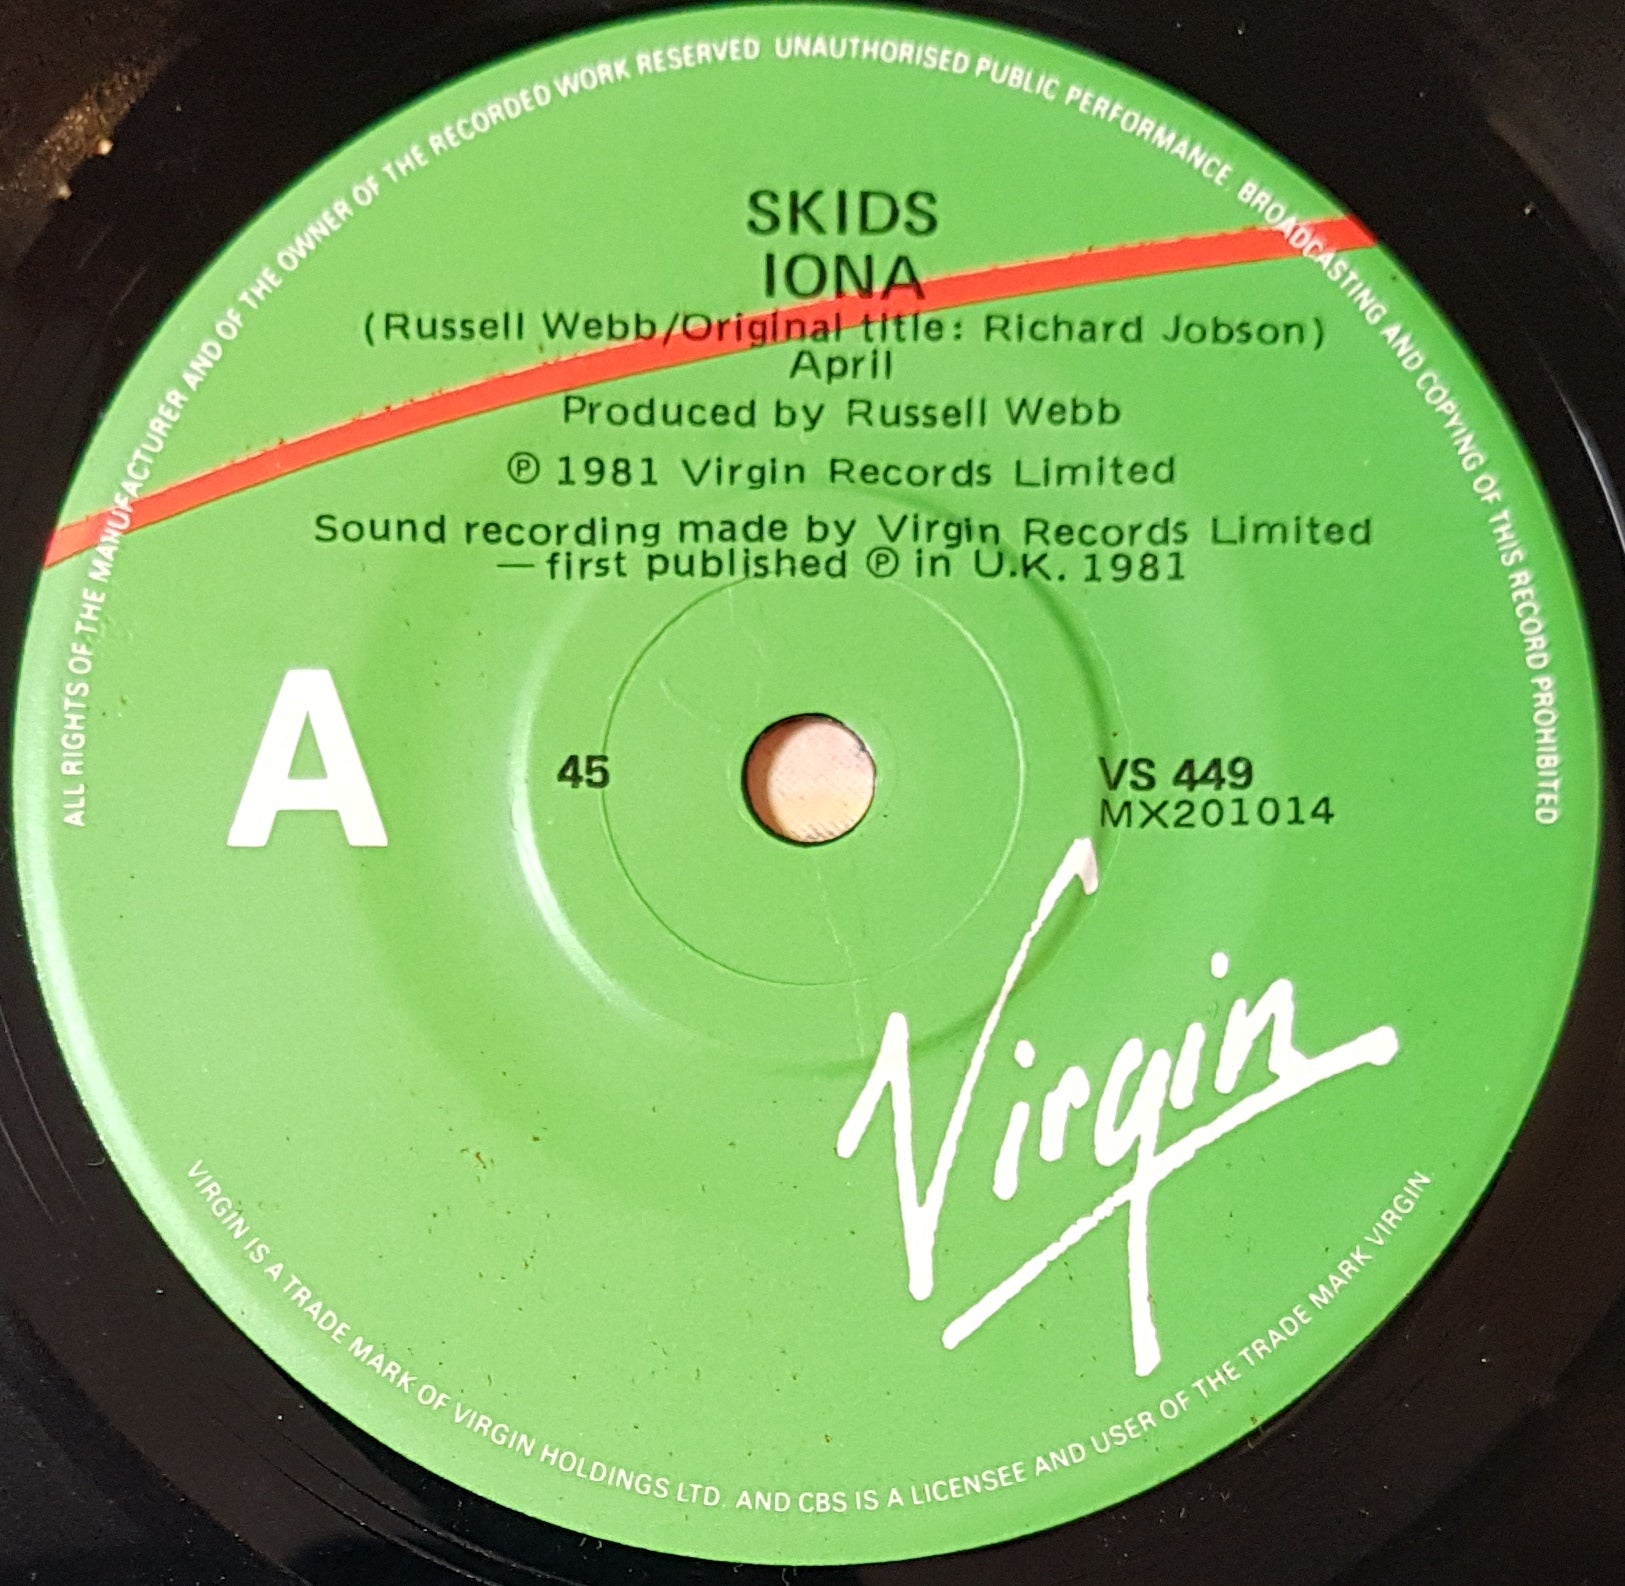 ALL RIGHTS OF THE MANUFACTURER AND OF THE OWNER OF THE RECORDED WORK RESERVED UNAUTHORISED PUBLIC PERFORMANCE. BROADCASTING AND COPYING OF THIS RECORD PROHIBITED
SKIDS
IONA
(Russell Webb/Original title: Richard Jobson)
April
Produced by Russell Webb
℗ 1981 Virgin Records Limited
Sound recording made by Virgin Records Limited
—first published ℗ in U.K. 1981
A
45
VS 449
MX201014
Virgin
VIRGIN IS A TRADE MARK OF VIRGIN HOLDINGS LTD. AND CBS IS A LICENSEE AND USER OF THE TRADE MARK VIRGIN